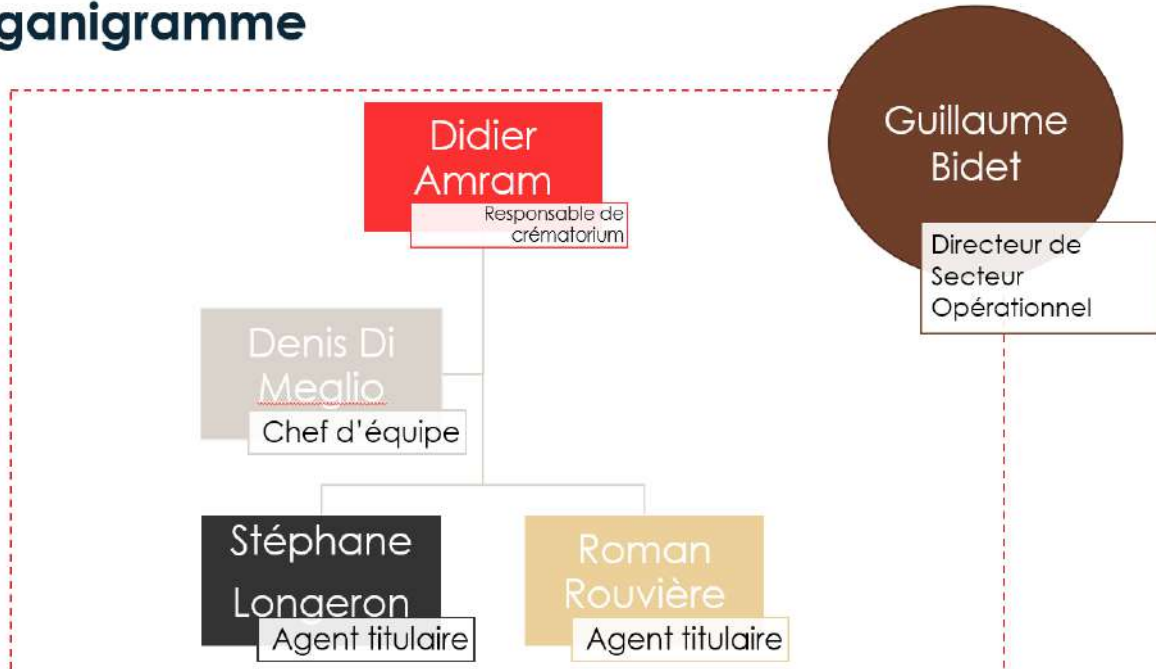 ganigramme
Didier
Amram
Responsable de
crématorium
Guillaume
Bidet
Directeur de
Secteur
Opérationnel
Denis Di
Meglio
Chef d'équipe
Stéphane
Longeron
Agent titulaire
Roman
Rouvière
Agent titulaire